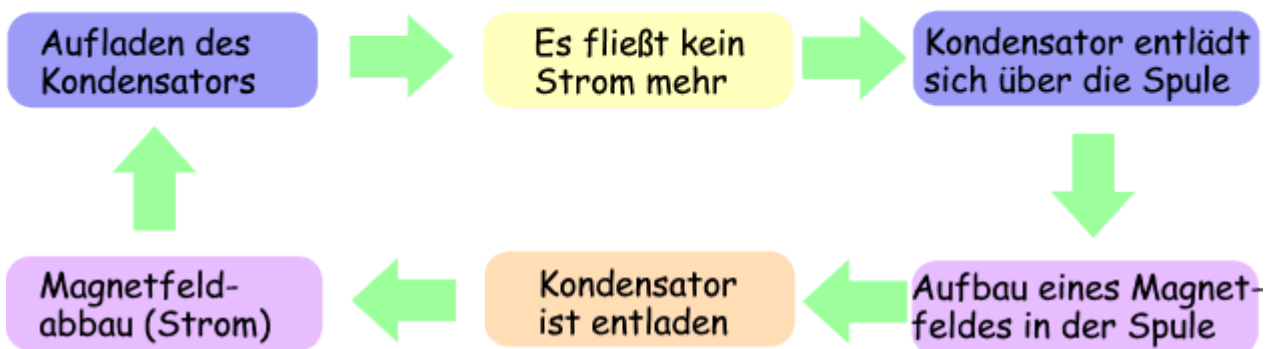 Aufladen des
Kondensators
Es fließt kein
Strom mehr
Kondensator entlädt
sich über die Spule
Aufbau eines Magnet-
feldes in der Spule
Kondensator
ist entladen
Magnetfeld-
abbau (Strom)